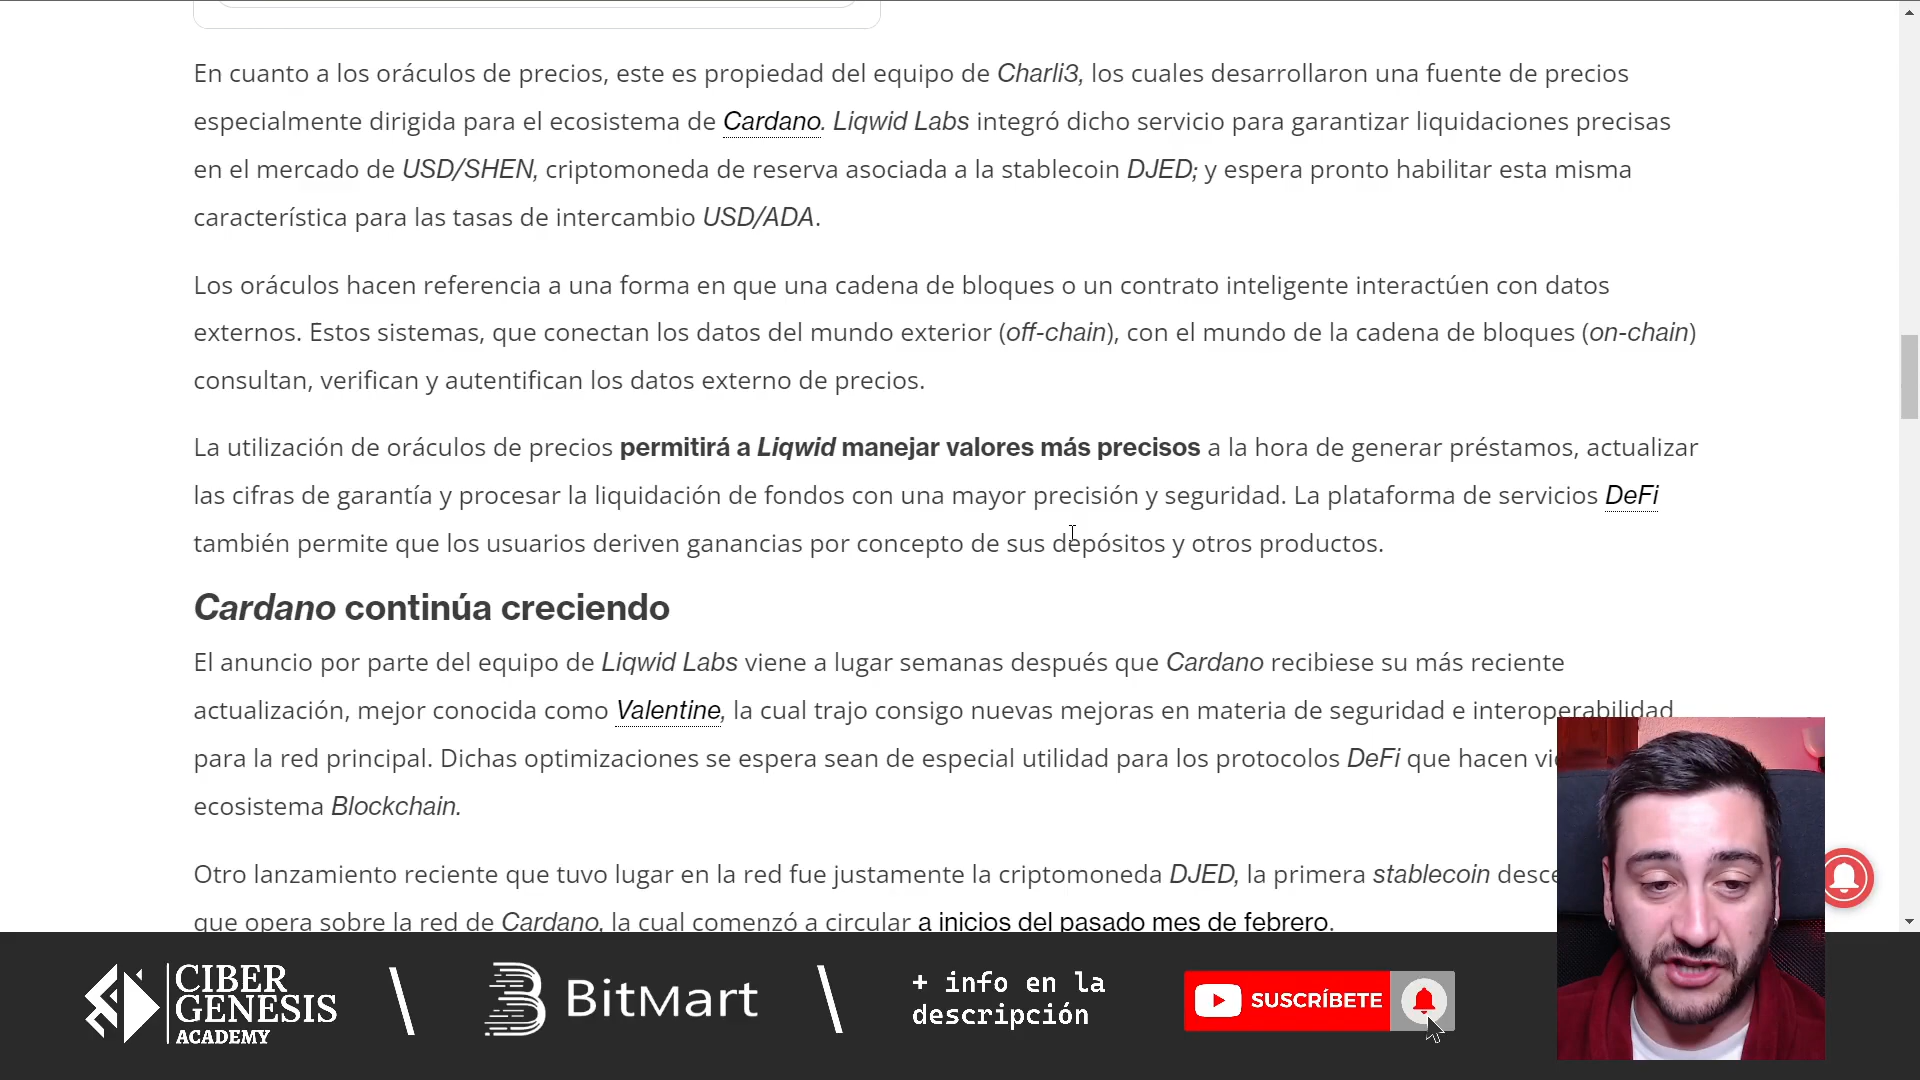 En cuanto a los oráculos de precios, este es propiedad del equipo de Charli3, los cuales desarrollaron una fuente de precios
especialmente dirigida para el ecosistema de Cardano. Liqwid Labs integró dicho servicio para garantizar liquidaciones precisas
en el mercado de USD/SHEN, criptomoneda de reserva asociada a la stablecoin DJED; y espera pronto habilitar esta misma
característica para las tasas de intercambio USD/ADA.
Los oráculos hacen referencia a una forma en que una cadena de bloques o un contrato inteligente interactúen con datos
externos. Estos sistemas, que conectan los datos del mundo exterior (off-chain), con el mundo de la cadena de bloques (on-chain)
consultan, verifican y autentifican los datos externo de precios.
La utilización de oráculos de precios permitirá a Liqwid manejar valores más precisos a la hora de generar préstamos, actualizar
las cifras de garantía y procesar la liquidación de fondos con una mayor precisión y seguridad. La plataforma de servicios DeFi
también permite que los usuarios deriven ganancias por concepto de sus depósitos y otros productos.
Cardano continúa creciendo
El anuncio por parte del equipo de Liqwid Labs viene a lugar semanas después que Cardano recibiese su más reciente
actualización, mejor conocida como Valentine, la cual trajo consigo nuevas mejoras en materia de seguridad e interoperabilidad
para la red principal. Dichas optimizaciones se espera sean de especial utilidad para los protocolos DeFi que hacen
ecosistema Blockchain.
Otro lanzamiento reciente que tuvo lugar en la red fue justamente la criptomoneda DJED, la primera stablecoin
que opera sobre la red de Cardano, la cual comenzó a circular a inicios del pasado mes de febrero.
CIBER
GENESIS
ACADEMY
BitMart
+ info en la
descripción
SUSCRÍBETE